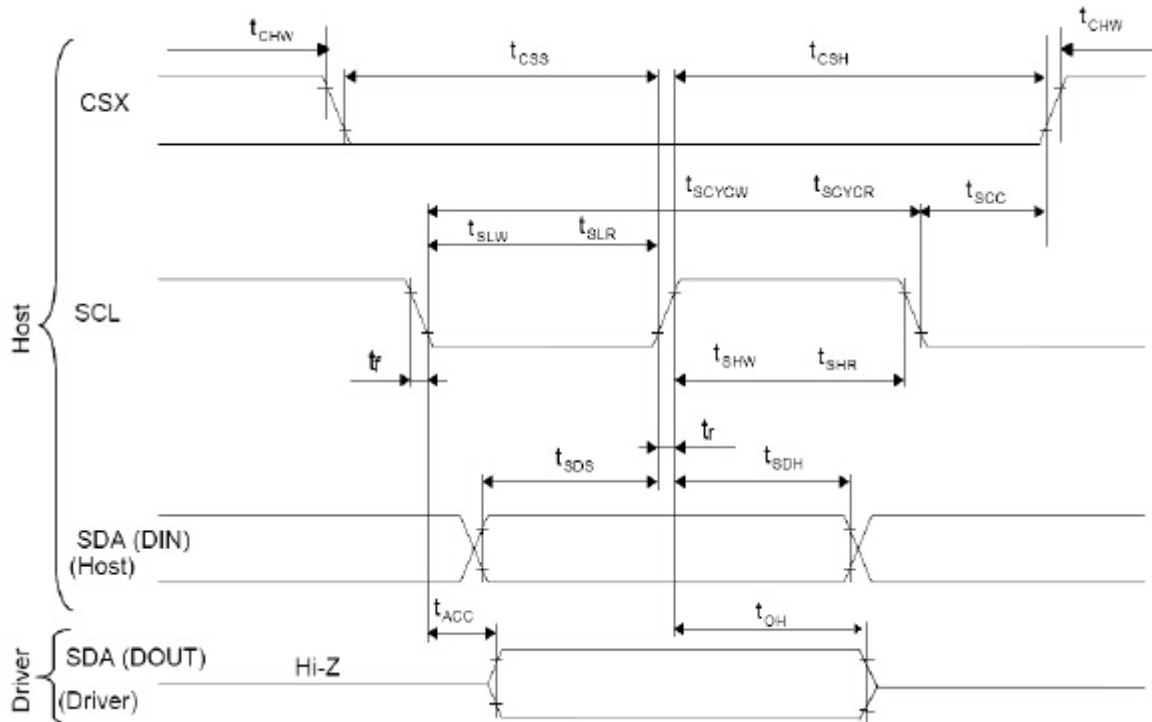 tCHW tCHW
tCSS tCSH
CSX
tSCYCW tSCYCR tSCC
tSLW tSLR
SCL
tf tSHW tSHR
tr
tSDS tSDH
SDA (DIN)
(Host)
tACC tOH
SDA (DOUT) Hi-Z
(Driver)
Host
Driver